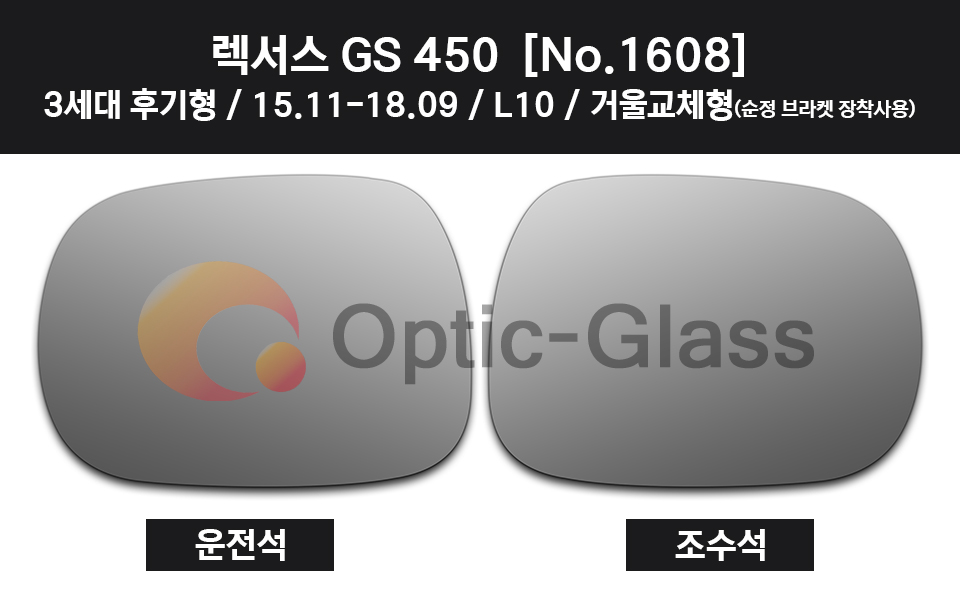 렉서스 GS 450 [No.1608]
3세대 후기형 / 15.11-18.09 / L10 / 거울교체형(순정 브라켓 장착사용)
Optic-Glass
운전석
조수석